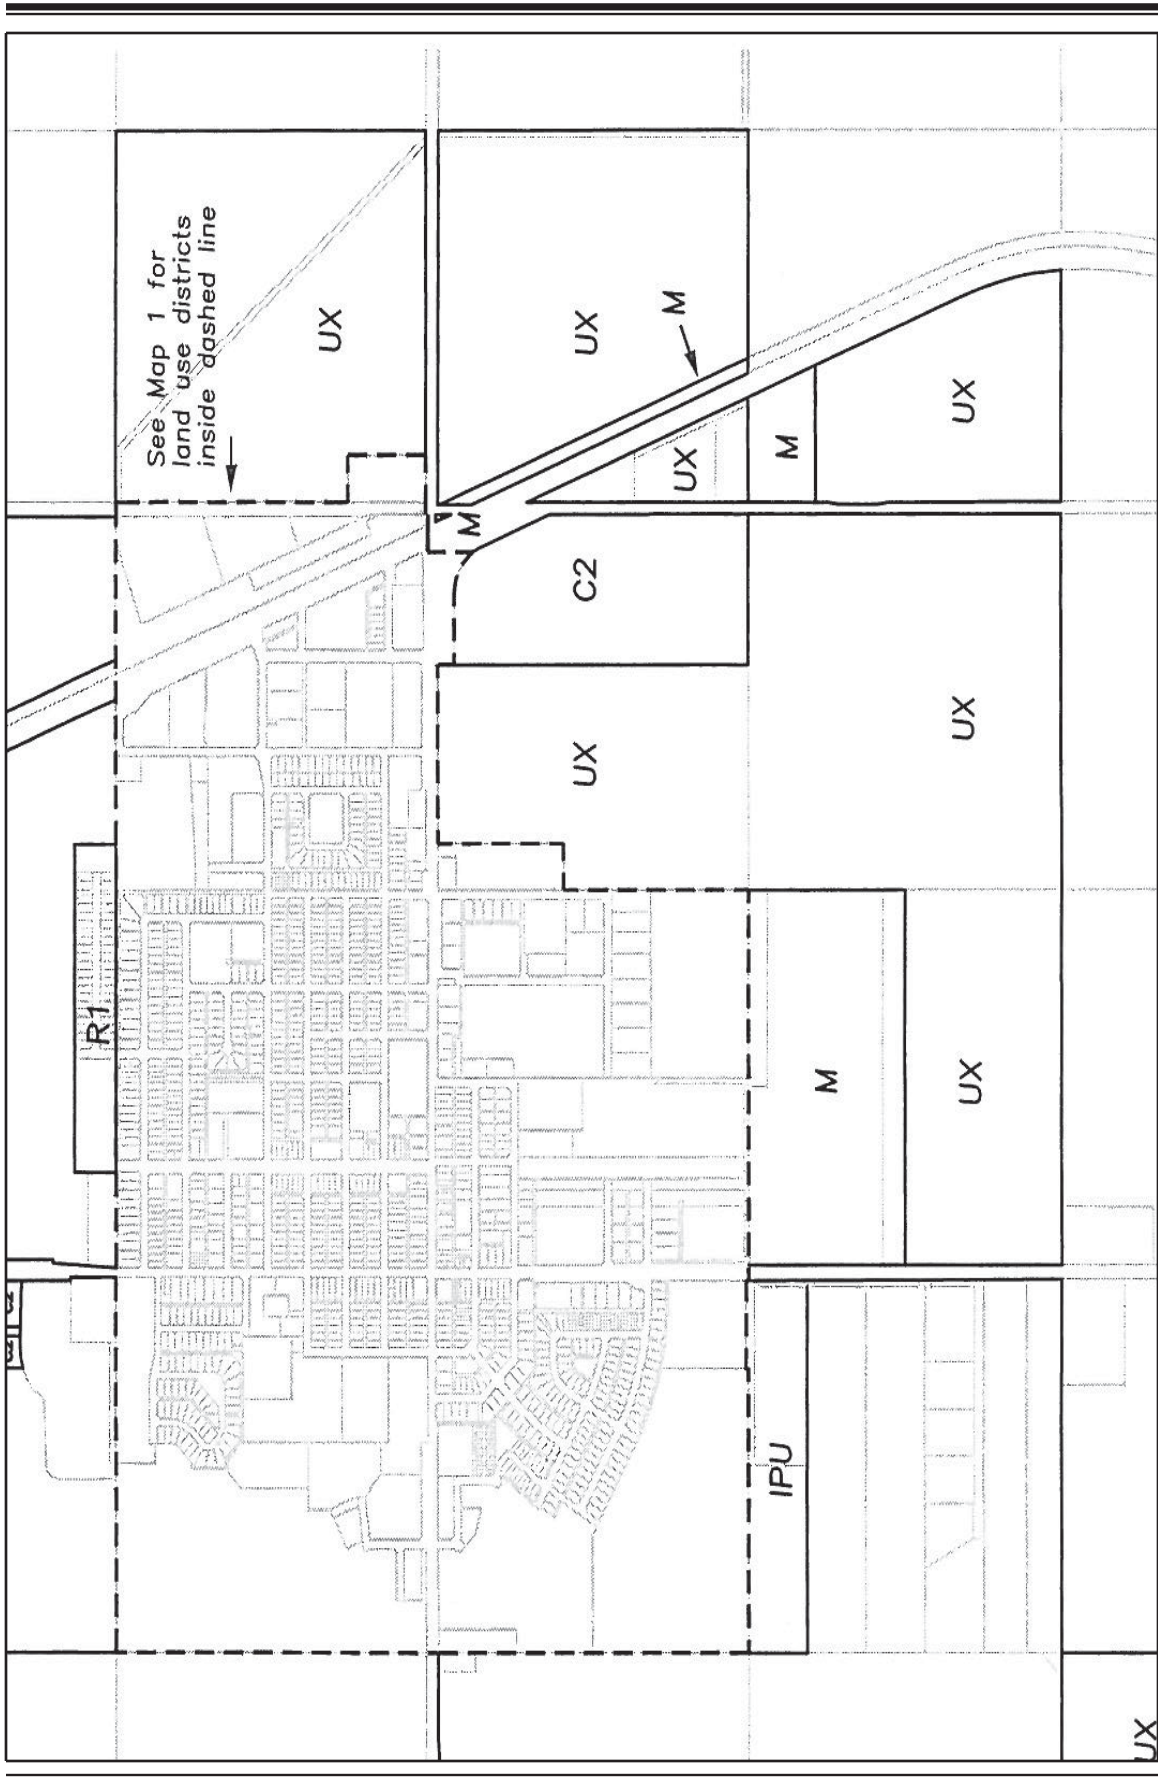 R1
See Map 1 for
land use districts
inside dashed line
UX
M
UX
C2
UX
M
UX
IPU
M
M
UX
UX
UX
UX